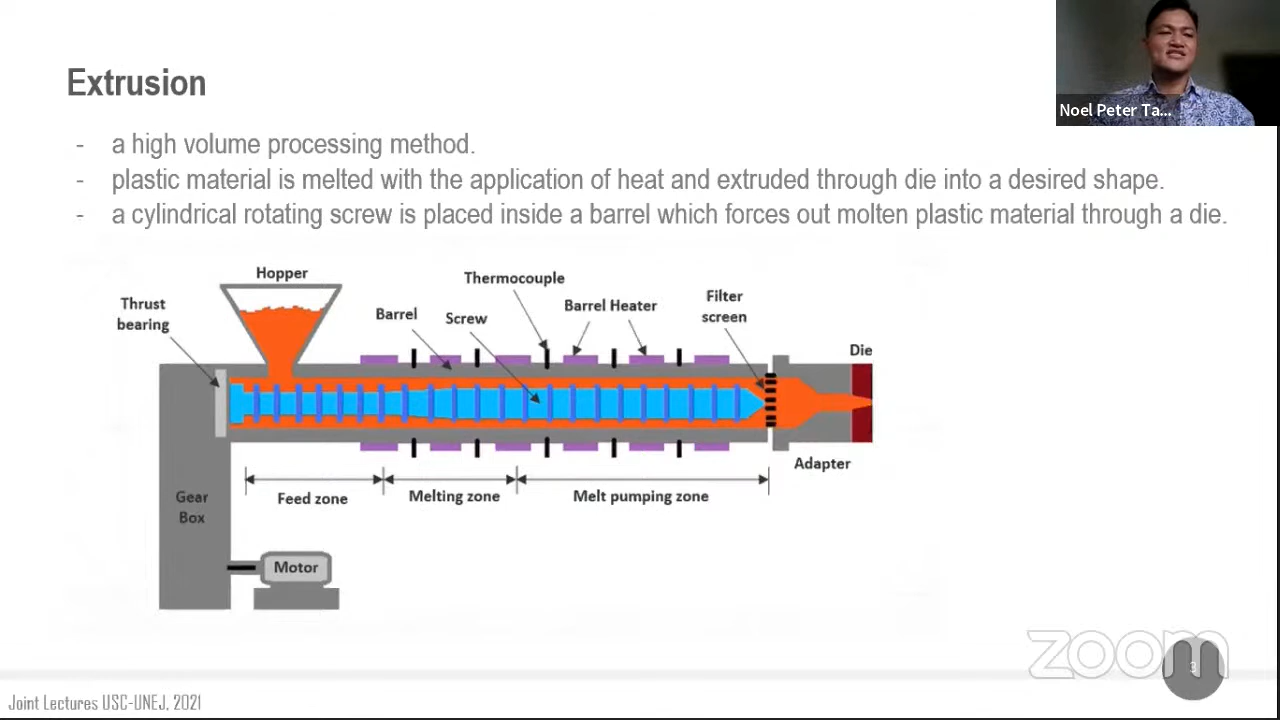 Extrusion
Noel Peter Ta...
- a high volume processing method.
- plastic material is melted with the application of heat and extruded through die into a desired shape.
- a cylindrical rotating screw is placed inside a barrel which forces out molten plastic material through a die.
Hopper
Thermocouple
Thrust
bearing
Barrel
Screw
Barrel Heater
Filter
screen
Die
Adapter
Feed zone
Melting zone
Melt pumping zone
Gear
Box
Motor
zoom
3
Joint Lectures USC-UNEJ, 2021